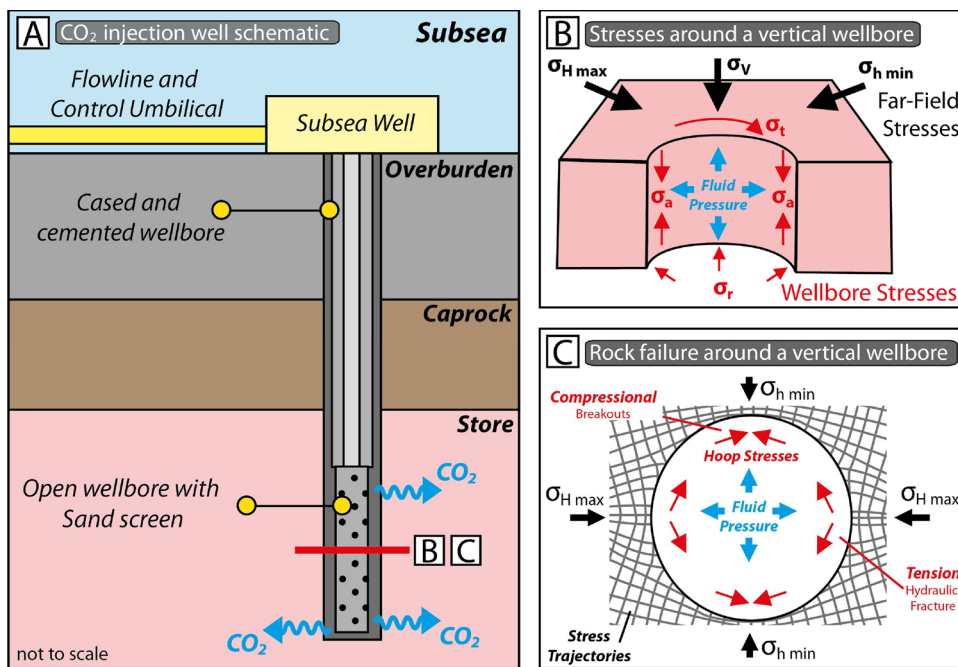 A CO₂ injection well schematic
Subsea
Flowline and
Control Umbilical
Subsea Well
Overburden
Cased and
cemented wellbore
Caprock
Store
CO₂
Open wellbore with
Sand screen
B C
CO₂
CO₂
not to scale
B Stresses around a vertical wellbore
σH max
σV
σh min
Far-Field
Stresses
σt
Fluid
Pressure
σa
σa
σr
Wellbore Stresses
C Rock failure around a vertical wellbore
σh min
Compressional
Breakouts
Hoop Stresses
σH max
σH max
Fluid
Pressure
Tension
Hydraulic
Fracture
Stress
Trajectories
σh min